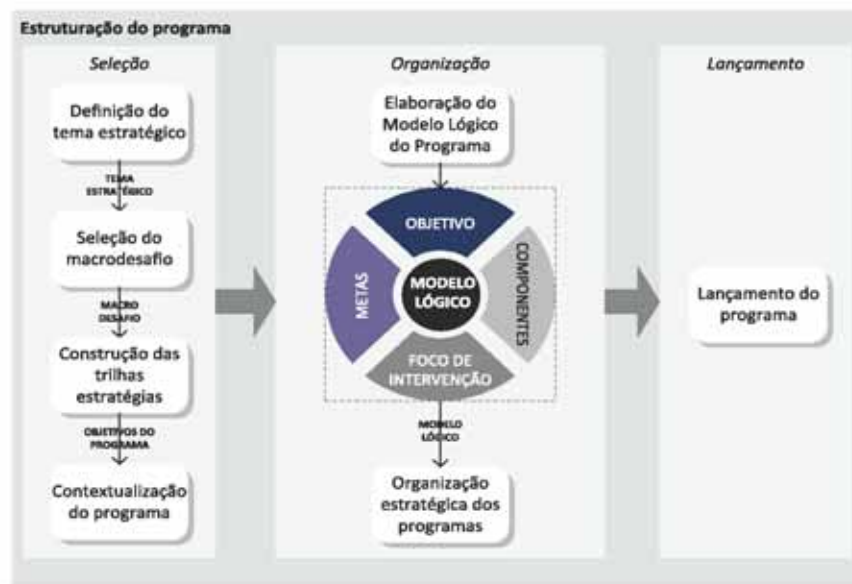 Estruturação do programa
Seleção
Definição do
tema estratégico
TEMA
ESTRATÉGICO
Seleção do
macrodesafio
MACRO
DESAFIO
Construção das
trilhas
estratégias
OBJETIVOS DO
PROGRAMA
Contextualização
do programa
Organização
Elaboração do
Modelo Lógico
do Programa
OBJETIVO
METAS
MODELO
LÓGICO
COMPONENTES
FOCO DE
INTERVENÇÃO
MODELO
LÓGICO
Organização
estratégica dos
programas
Lançamento
Lançamento do
programa